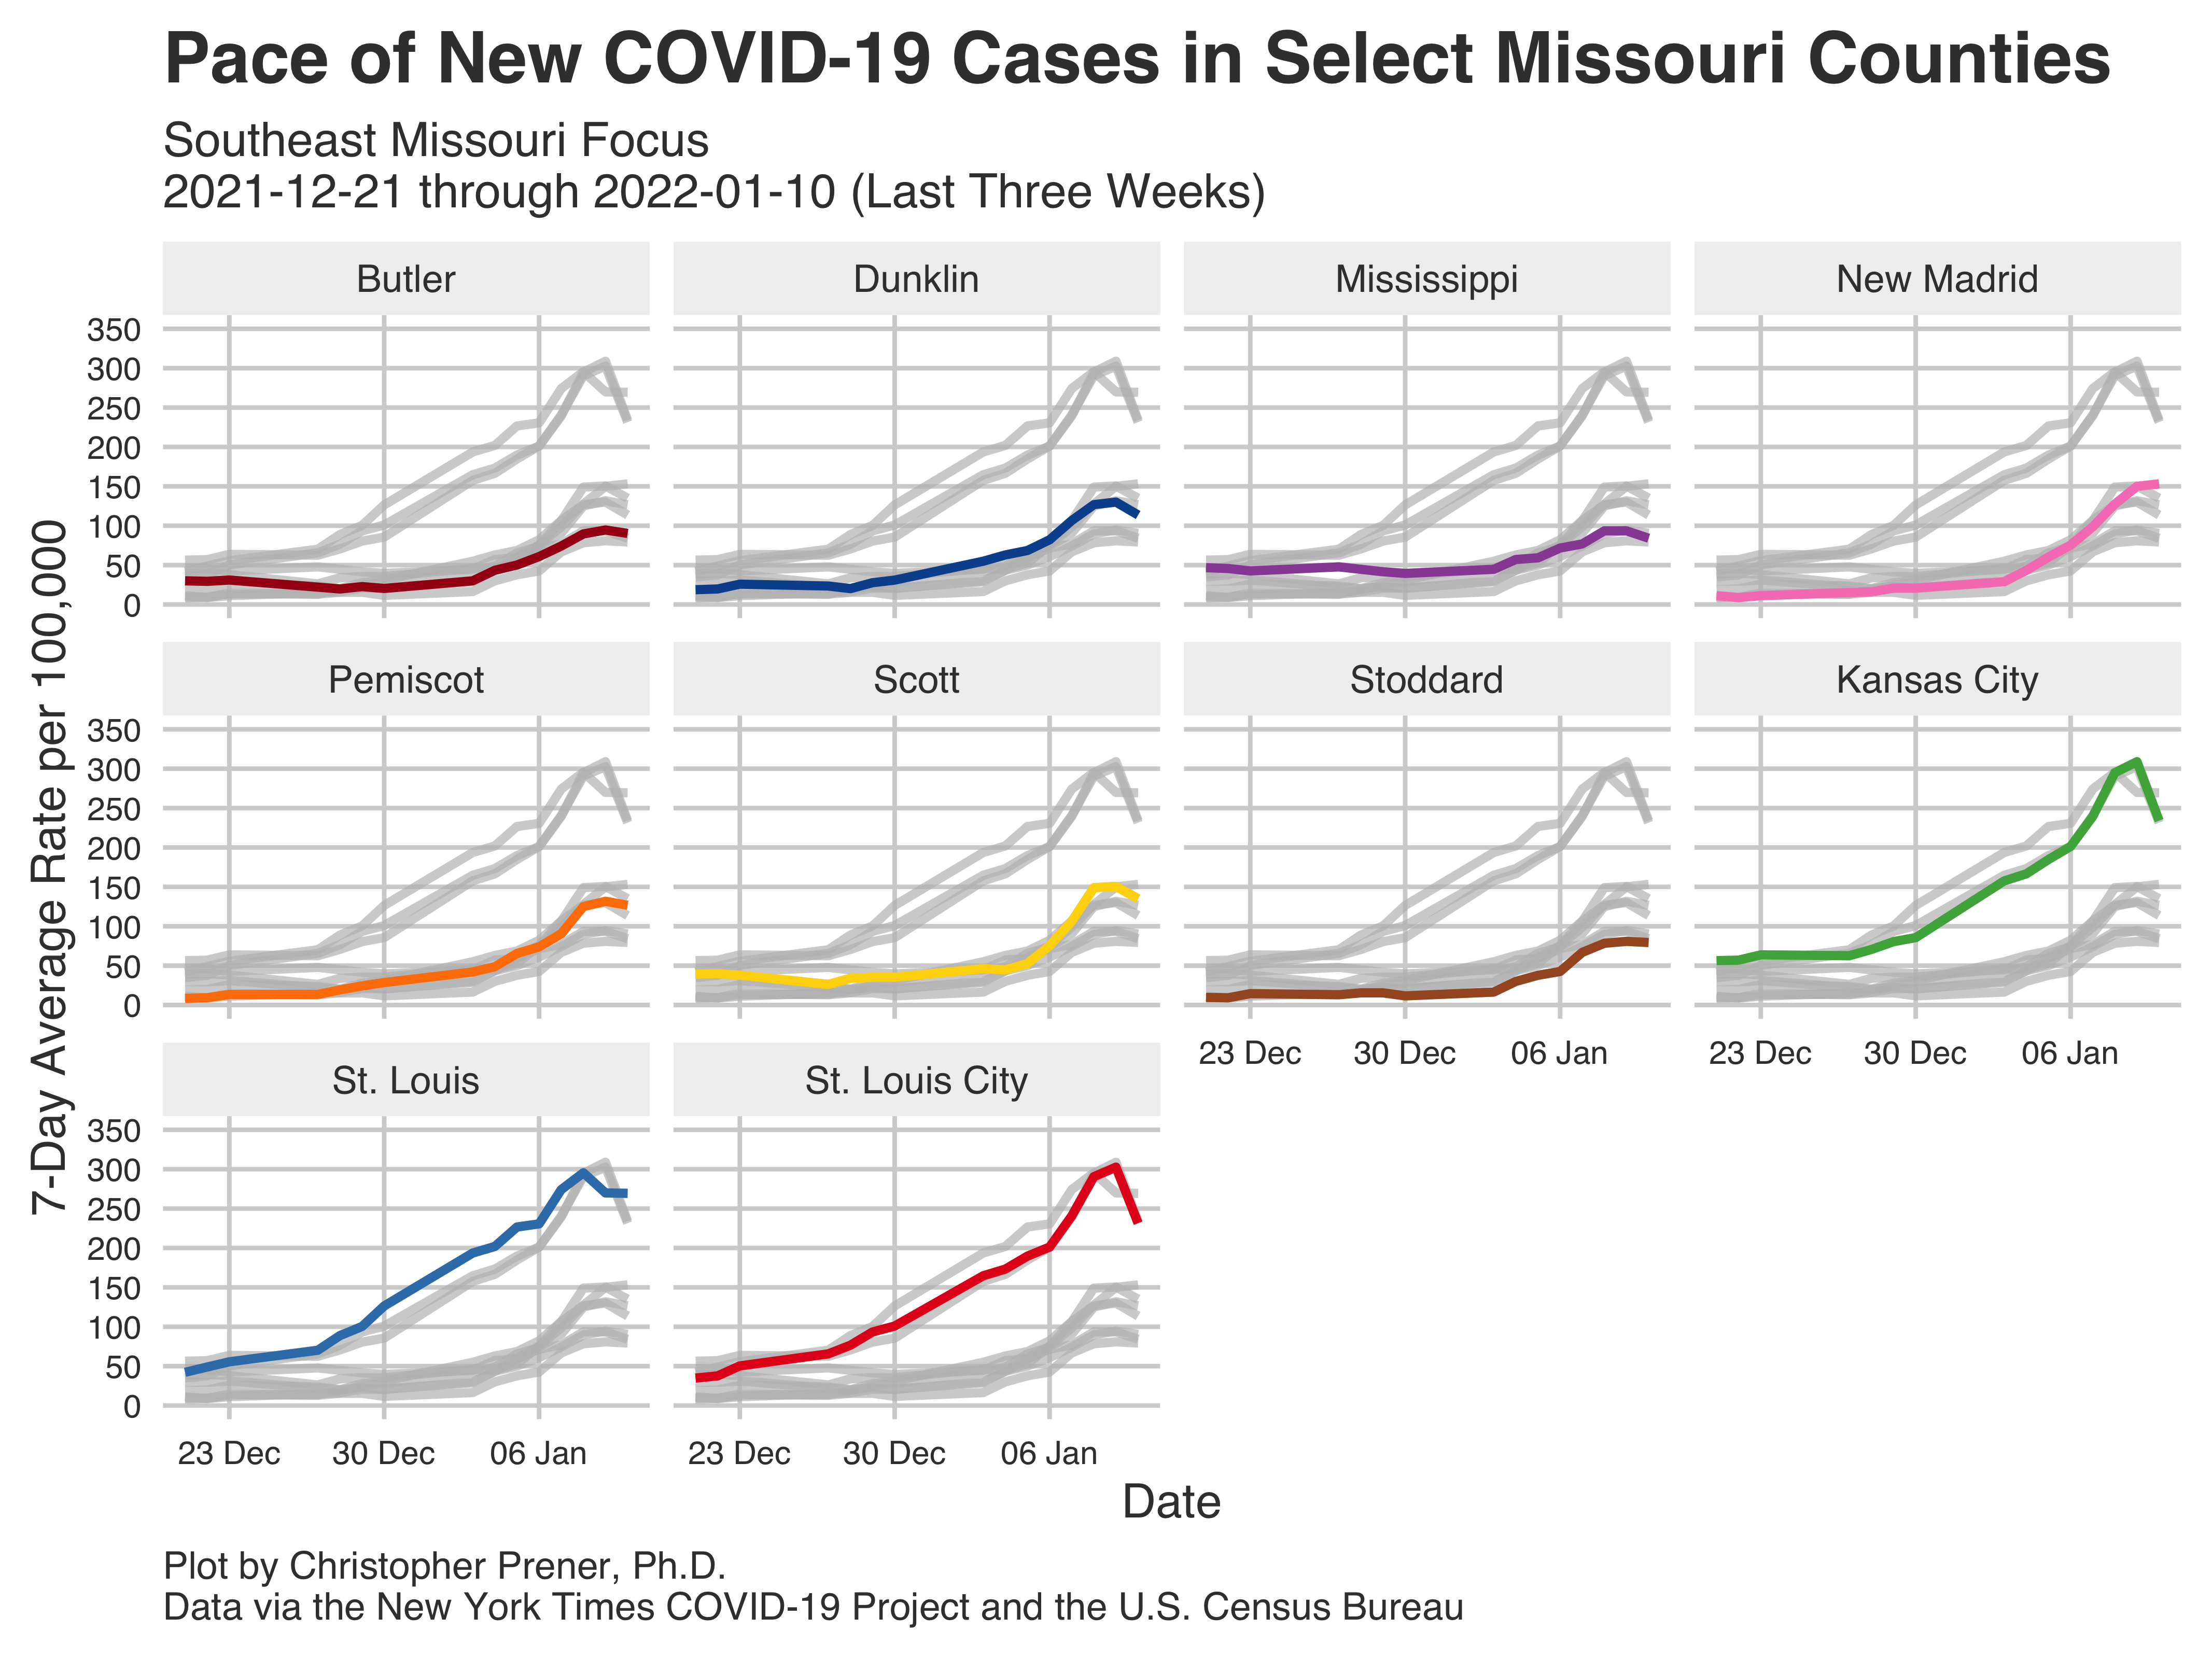 Pace of New COVID-19 Cases in Select Missouri Counties
Southeast Missouri Focus
2021-12-21 through 2022-01-10 (Last Three Weeks)
7-Day Average Rate per 100,000
Butler
Dunklin
Mississippi
New Madrid
350
300
250
200
150
100
50
0
Pemiscot
Scott
Stoddard
Kansas City
350
300
250
200
150
100
50
0
23 Dec
30 Dec
06 Jan
23 Dec
30 Dec
06 Jan
St. Louis
St. Louis City
350
300
250
200
150
100
50
0
23 Dec
30 Dec
06 Jan
23 Dec
30 Dec
06 Jan
Date
Plot by Christopher Prener, Ph.D.
Data via the New York Times COVID-19 Project and the U.S. Census Bureau